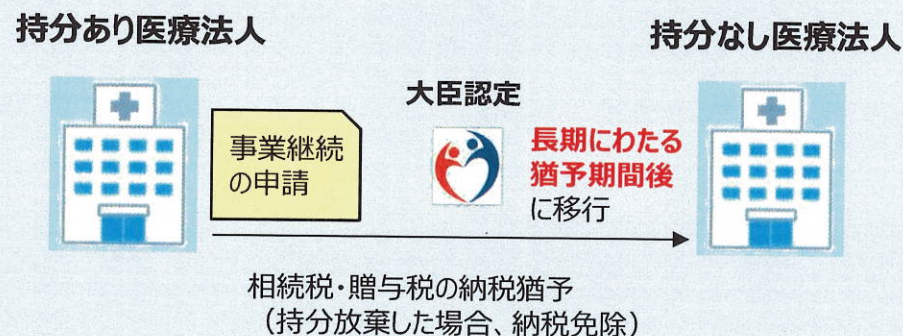 持分あり医療法人
持分なし医療法人
大臣認定
事業継続
の申請
長期にわたる
猶予期間後
に移行
相続税・贈与税の納税猶予
（持分放棄した場合、納税免除）